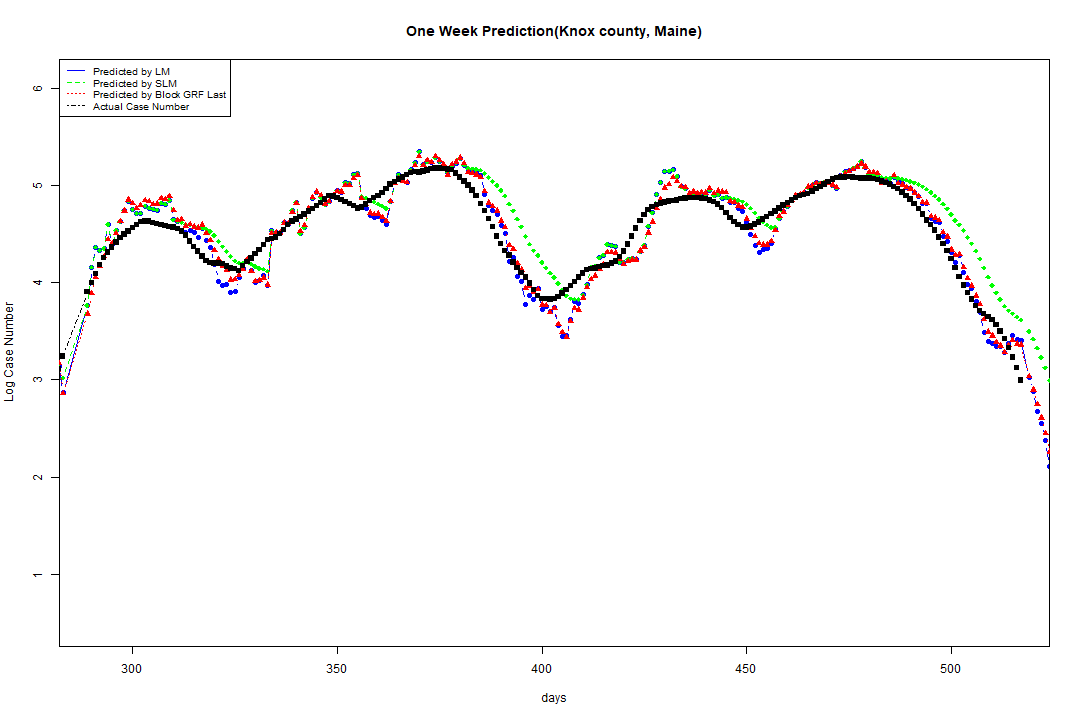 One Week Prediction(Knox county, Maine)
Predicted by LM
Predicted by SLM
Predicted by Block GRF Last
Actual Case Number
6
5
4
3
2
1
Log Case Number
300 350 400 450 500
days